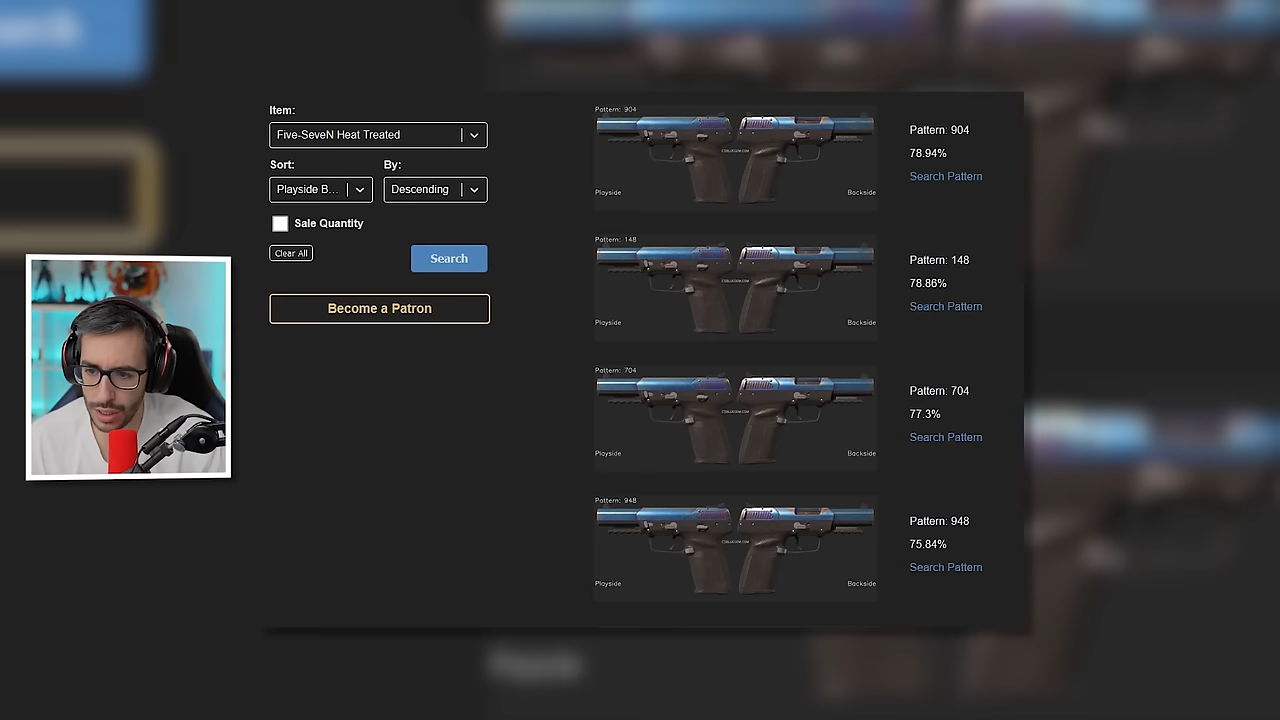 Item:
Five-SeveN Heat Treated
Sort:
By:
Playside B...
Descending
Sale Quantity
Clear All
Search
Become a Patron
Pattern: 904
Playside
Backside
Pattern: 904
78.94%
Search Pattern
Pattern: 148
Playside
Backside
Pattern: 148
78.86%
Search Pattern
Pattern: 704
Playside
Backside
Pattern: 704
77.3%
Search Pattern
Pattern: 948
Playside
Backside
Pattern: 948
75.84%
Search Pattern